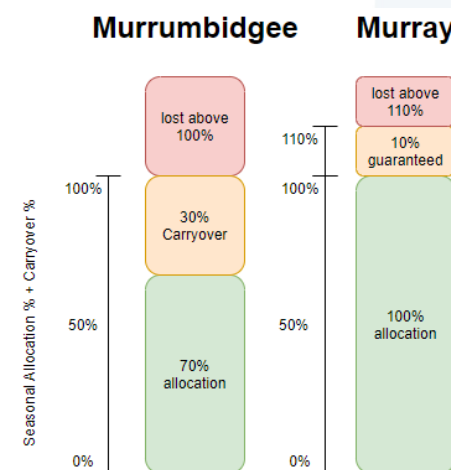 Murrumbidgee
Murray
lost above
100%
lost above
110%
110%
10%
guaranteed
100%
100%
30%
Carryover
Seasonal Allocation % + Carryover %
50%
50%
100%
allocation
70%
allocation
0%
0%